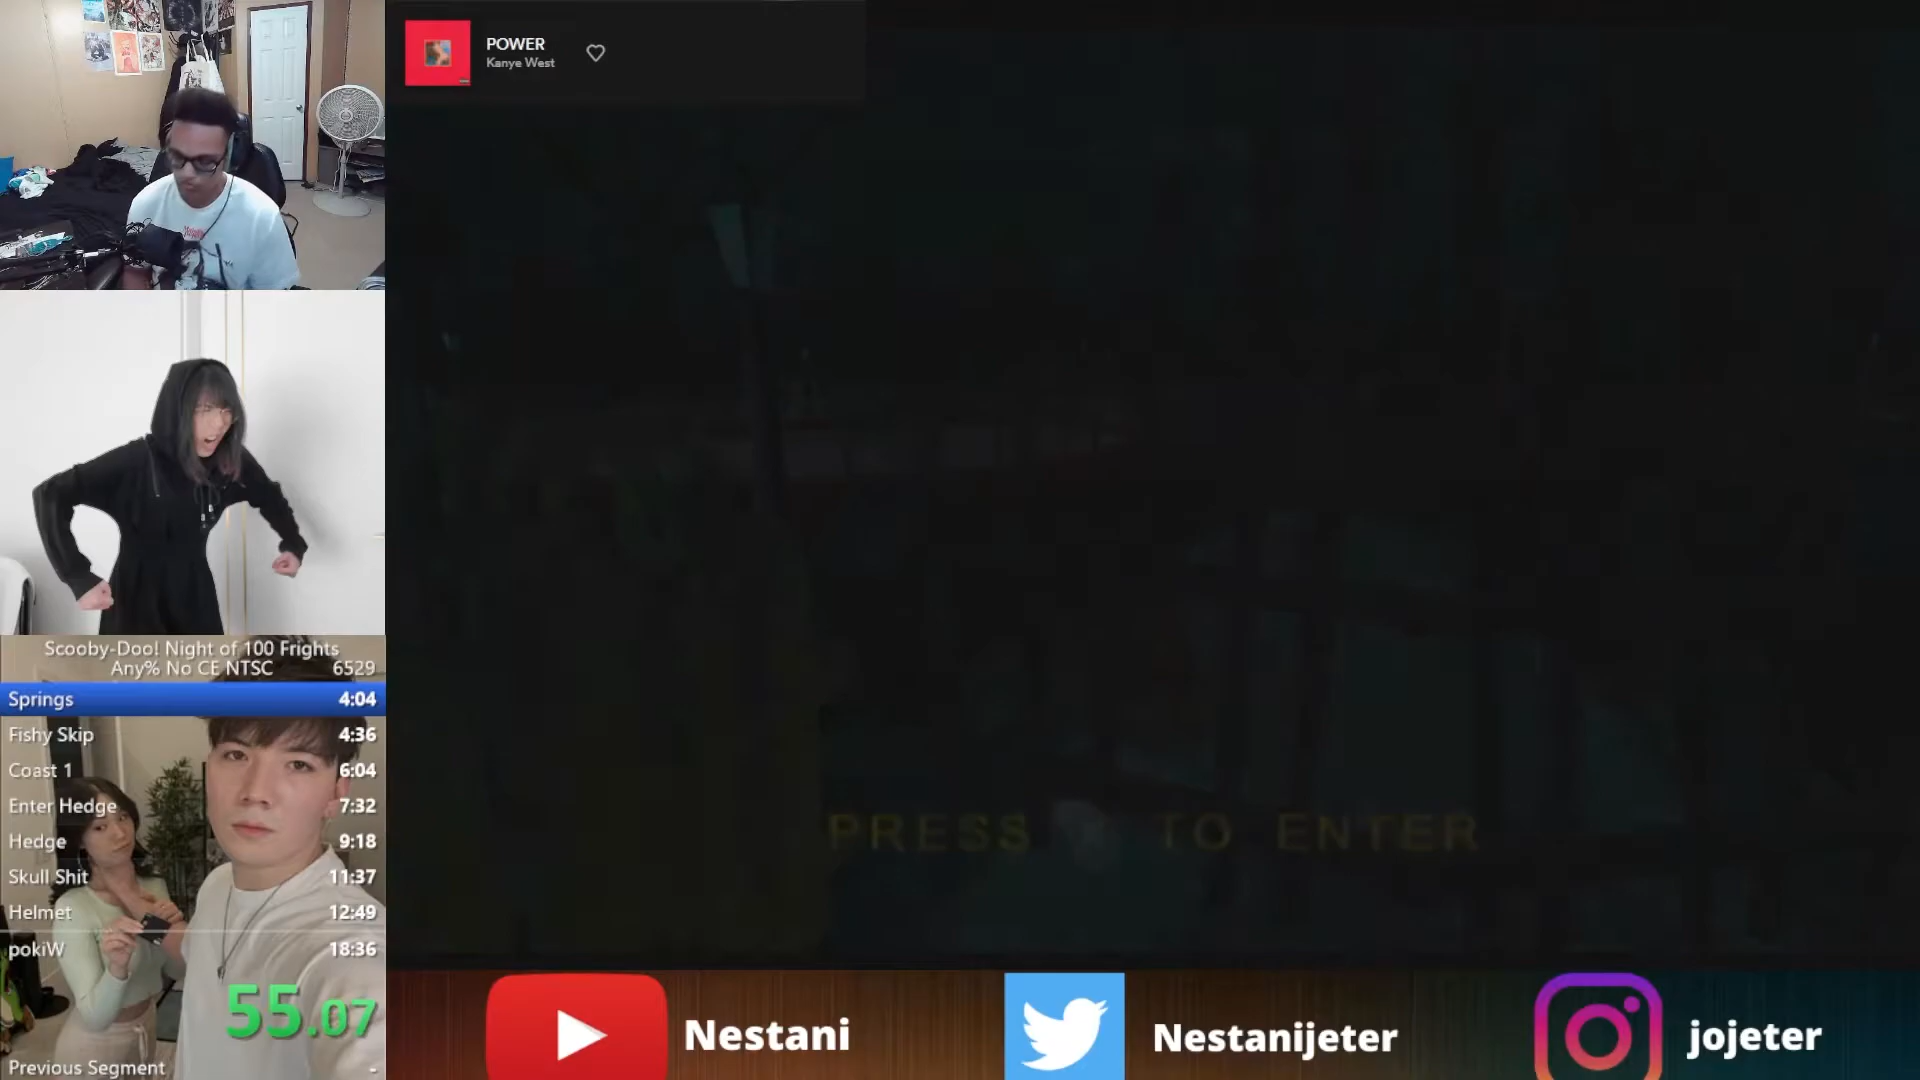 POWER
Kanye West
Scooby-Doo! Night of 100 Frights
Any% No CE NTSC 6529
Springs 4:04
Fishy Skip 4:36
Coast 1 6:04
Enter Hedge 7:32
Hedge 9:18
Skull Shit 11:37
Helmet 12:49
pokiW 18:36
55.07
Previous Segment -
PRESS TO ENTER
Nestani
Nestanijeter
jojeter